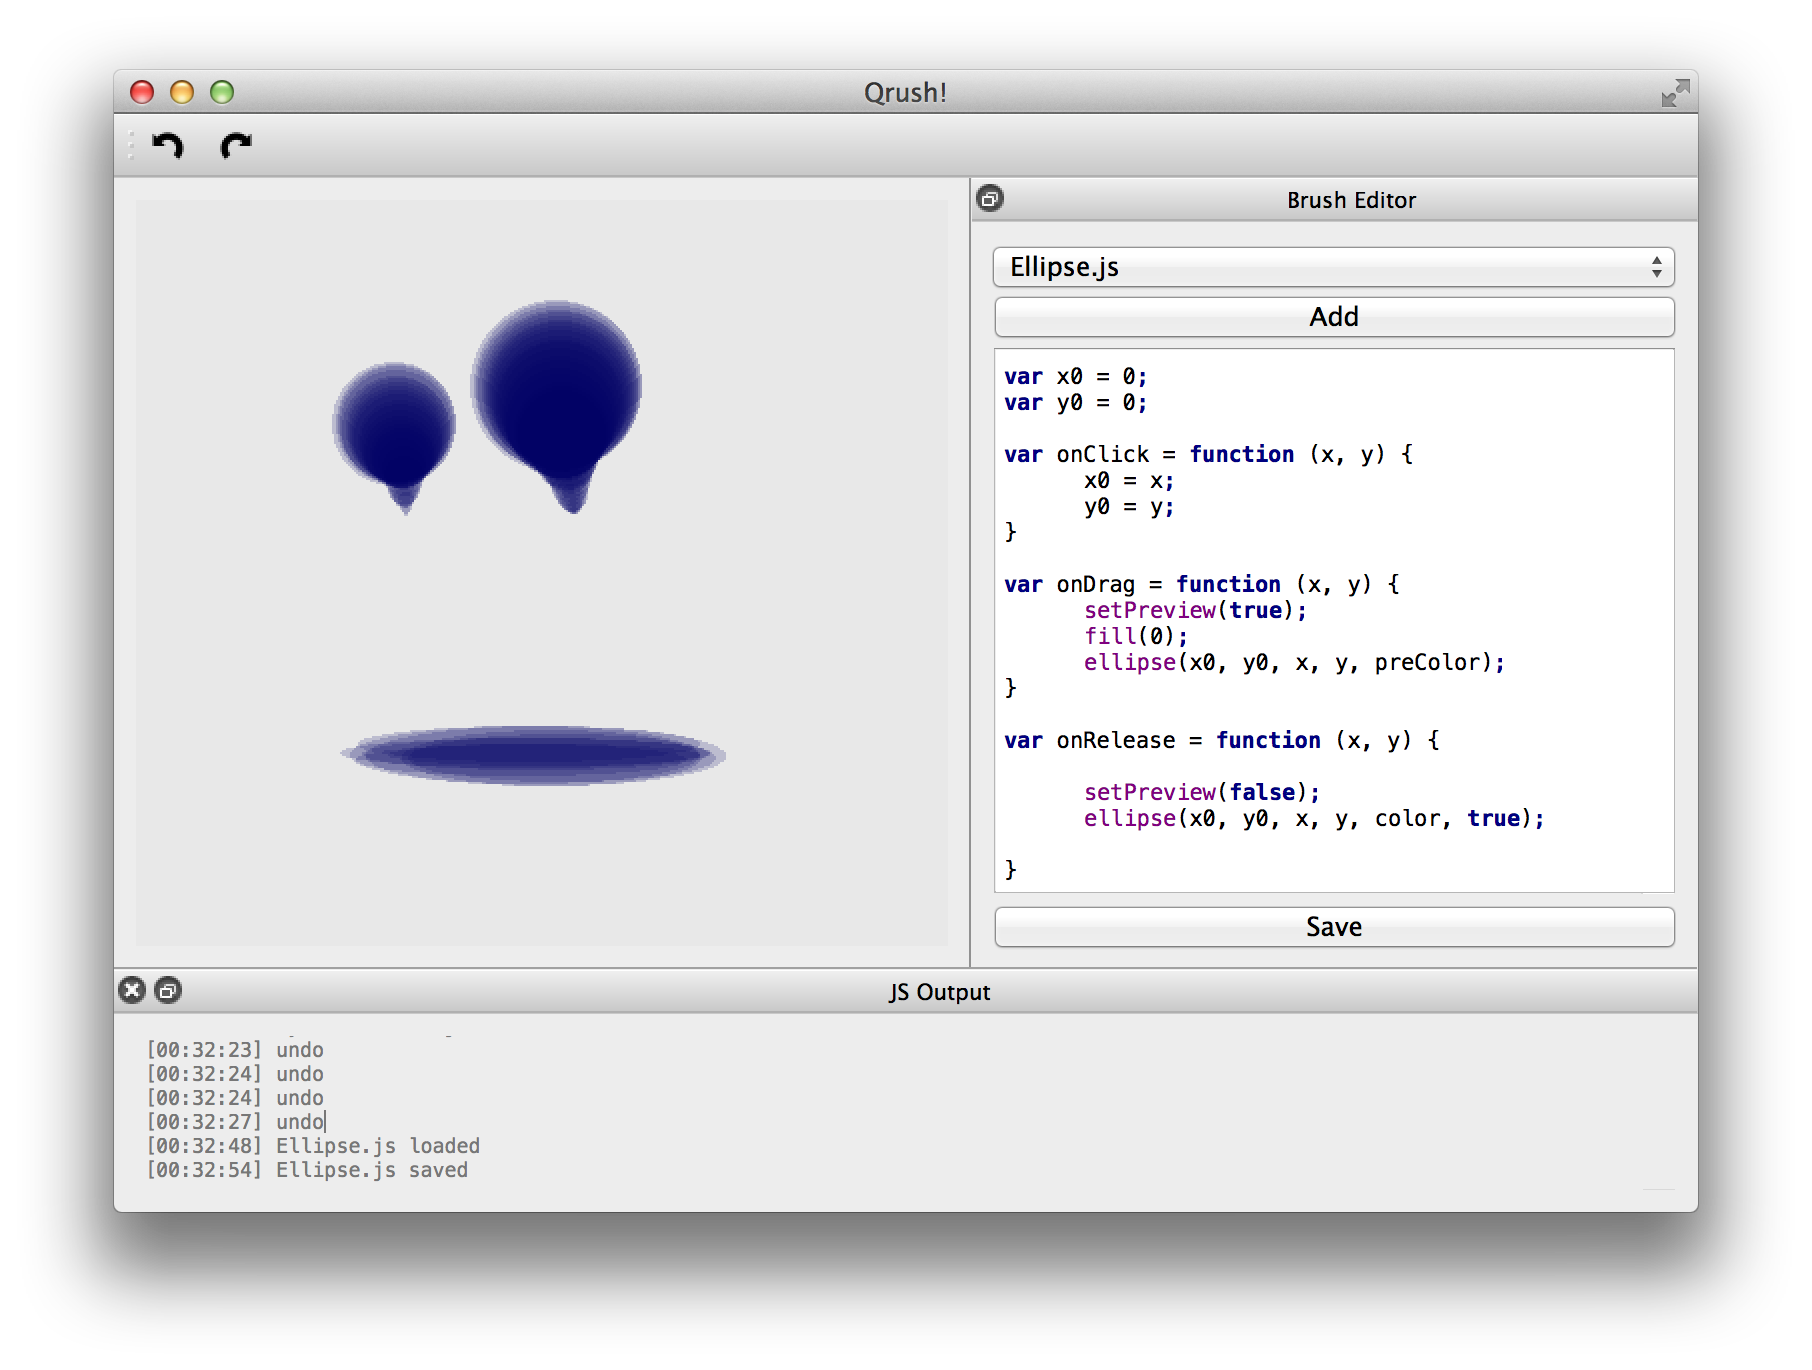 Qrush!
Brush Editor
Ellipse.js
Add
var x0 = 0;
var y0 = 0;
var onClick = function (x, y) {
x0 = x;
y0 = y;
}
var onDrag = function (x, y) {
setPreview(true);
fill(0);
ellipse(x0, y0, x, y, preColor);
}
var onRelease = function (x, y) {
setPreview(false);
ellipse(x0, y0, x, y, color, true);
}
Save
JS Output
[00:32:23] undo
[00:32:24] undo
[00:32:24] undo
[00:32:27] undo
[00:32:48] Ellipse.js loaded
[00:32:54] Ellipse.js saved